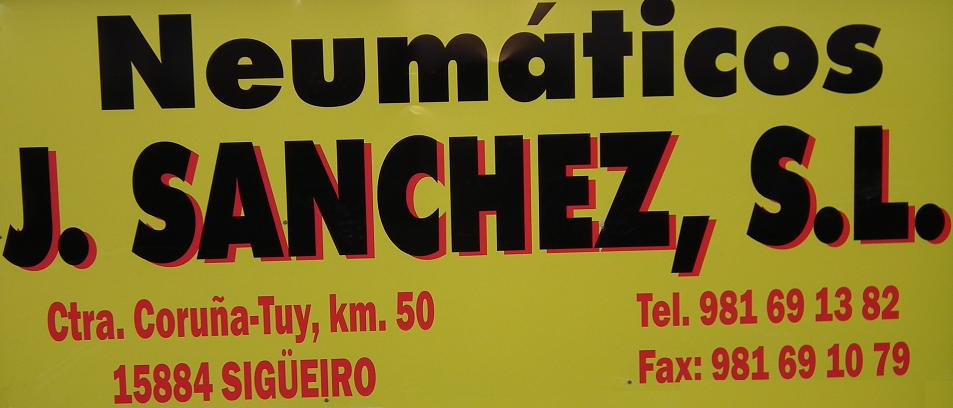 Neumáticos
J. SANCHEZ, S.L.
Ctra. Coruña-Tuy, km. 50
15884 SIGÜEIRO
Tel. 981 69 13 82
Fax: 981 69 10 79